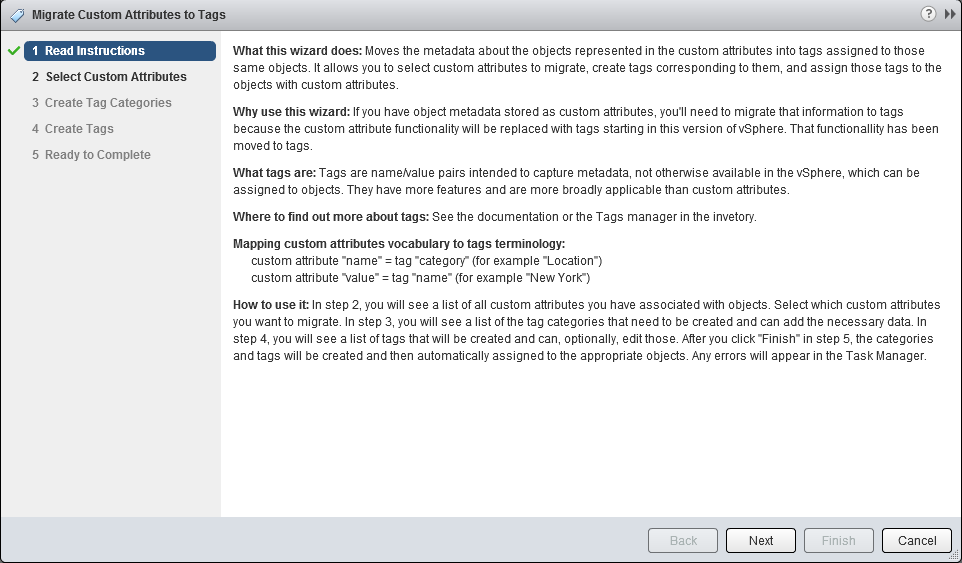 Migrate Custom Attributes to Tags
?
1 Read Instructions
2 Select Custom Attributes
3 Create Tag Categories
4 Create Tags
5 Ready to Complete
What this wizard does: Moves the metadata about the objects represented in the custom attributes into tags assigned to those
same objects. It allows you to select custom attributes to migrate, create tags corresponding to them, and assign those tags to the
objects with custom attributes.
Why use this wizard: If you have object metadata stored as custom attributes, you'll need to migrate that information to tags
because the custom attribute functionality will be replaced with tags starting in this version of vSphere. That functionallity has been
moved to tags.
What tags are: Tags are name/value pairs intended to capture metadata, not otherwise available in the vSphere, which can be
assigned to objects. They have more features and are more broadly applicable than custom attributes.
Where to find out more about tags: See the documentation or the Tags manager in the invetory.
Mapping custom attributes vocabulary to tags terminology:
custom attribute "name" = tag "category" (for example "Location")
custom attribute "value" = tag "name" (for example "New York")
How to use it: In step 2, you will see a list of all custom attributes you have associated with objects. Select which custom attributes
you want to migrate. In step 3, you will see a list of the tag categories that need to be created and can add the necessary data. In
step 4, you will see a list of tags that will be created and can, optionally, edit those. After you click "Finish" in step 5, the categories
and tags will be created and then automatically assigned to the appropriate objects. Any errors will appear in the Task Manager.
Back
Next
Finish
Cancel